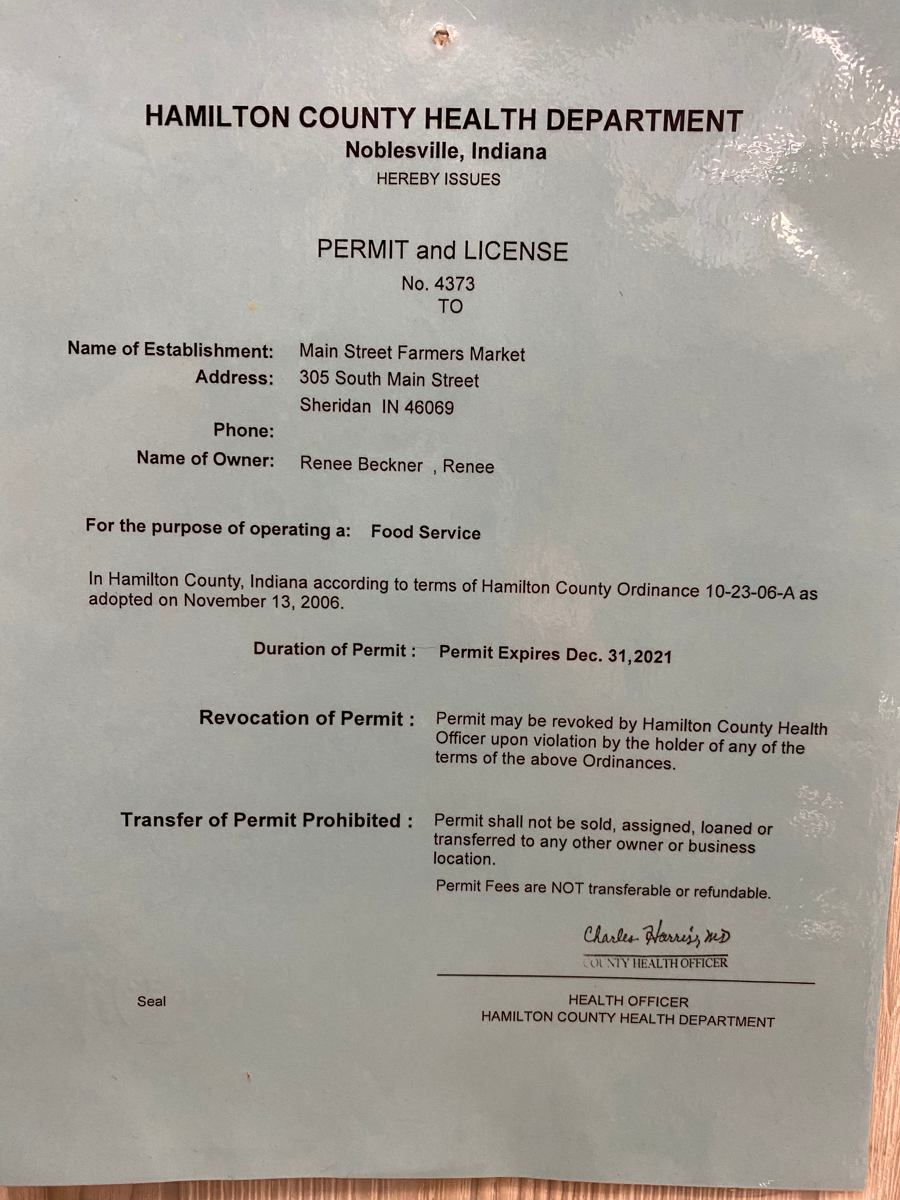 HAMILTON COUNTY HEALTH DEPARTMENT
Noblesville, Indiana
HEREBY ISSUES
PERMIT and LICENSE
No. 4373
TO
Name of Establishment: Main Street Farmers Market
Address: 305 South Main Street
Sheridan IN 46069
Phone:
Name of Owner: Renee Beckner , Renee
For the purpose of operating a: Food Service
In Hamilton County, Indiana according to terms of Hamilton County Ordinance 10-23-06-A as
adopted on November 13, 2006.
Duration of Permit : Permit Expires Dec. 31,2021
Revocation of Permit : Permit may be revoked by Hamilton County Health
Officer upon violation by the holder of any of the
terms of the above Ordinances.
Transfer of Permit Prohibited : Permit shall not be sold, assigned, loaned or
transferred to any other owner or business
location.
Permit Fees are NOT transferable or refundable.
Charles Harris, MD
COUNTY HEALTH OFFICER
Seal
HEALTH OFFICER
HAMILTON COUNTY HEALTH DEPARTMENT